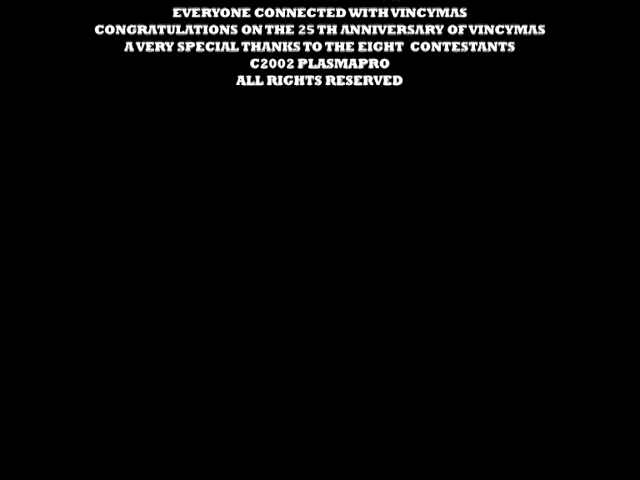 EVERYONE CONNECTED WITH VINCYMAS
CONGRATULATIONS ON THE 25 TH ANNIVERSARY OF VINCYMAS
A VERY SPECIAL THANKS TO THE EIGHT CONTESTANTS
C2002 PLASMAPRO
ALL RIGHTS RESERVED